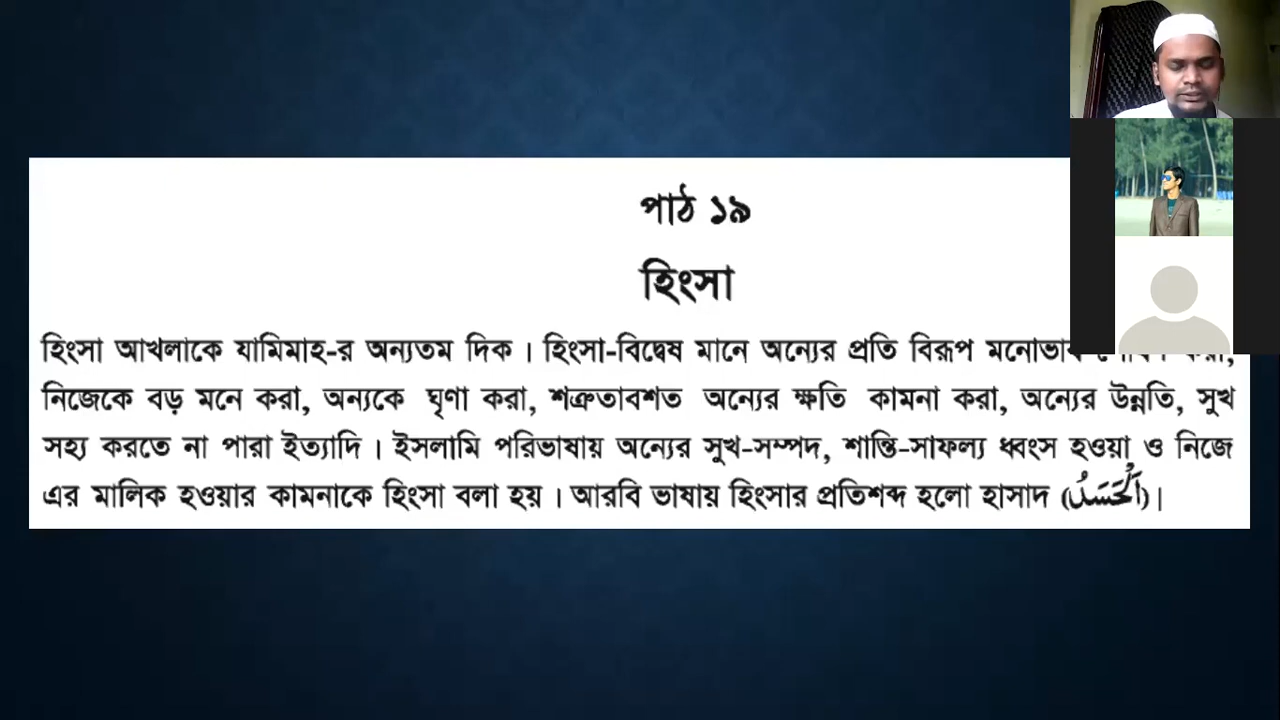 পাঠ ১৯
হিংসা
হিংসা আখলাকে যামিমাহ-র অন্যতম দিক । হিংসা-বিদ্বেষ মানে অন্যের প্রতি বিরূপ মনোভাব
নিজেকে বড় মনে করা, অন্যকে ঘৃণা করা, শত্রুতাবশত অন্যের ক্ষতি কামনা করা, অন্যের উন্নতি, সুখ
সহ্য করতে না পারা ইত্যাদি । ইসলামি পরিভাষায় অন্যের সুখ-সম্পদ, শান্তি-সাফল্য ধ্বংস হওয়া ও নিজে
এর মালিক হওয়ার কামনাকে হিংসা বলা হয় । আরবি ভাষায় হিংসার প্রতিশব্দ হলো হাসাদ (اَلْحَسَدُ)|